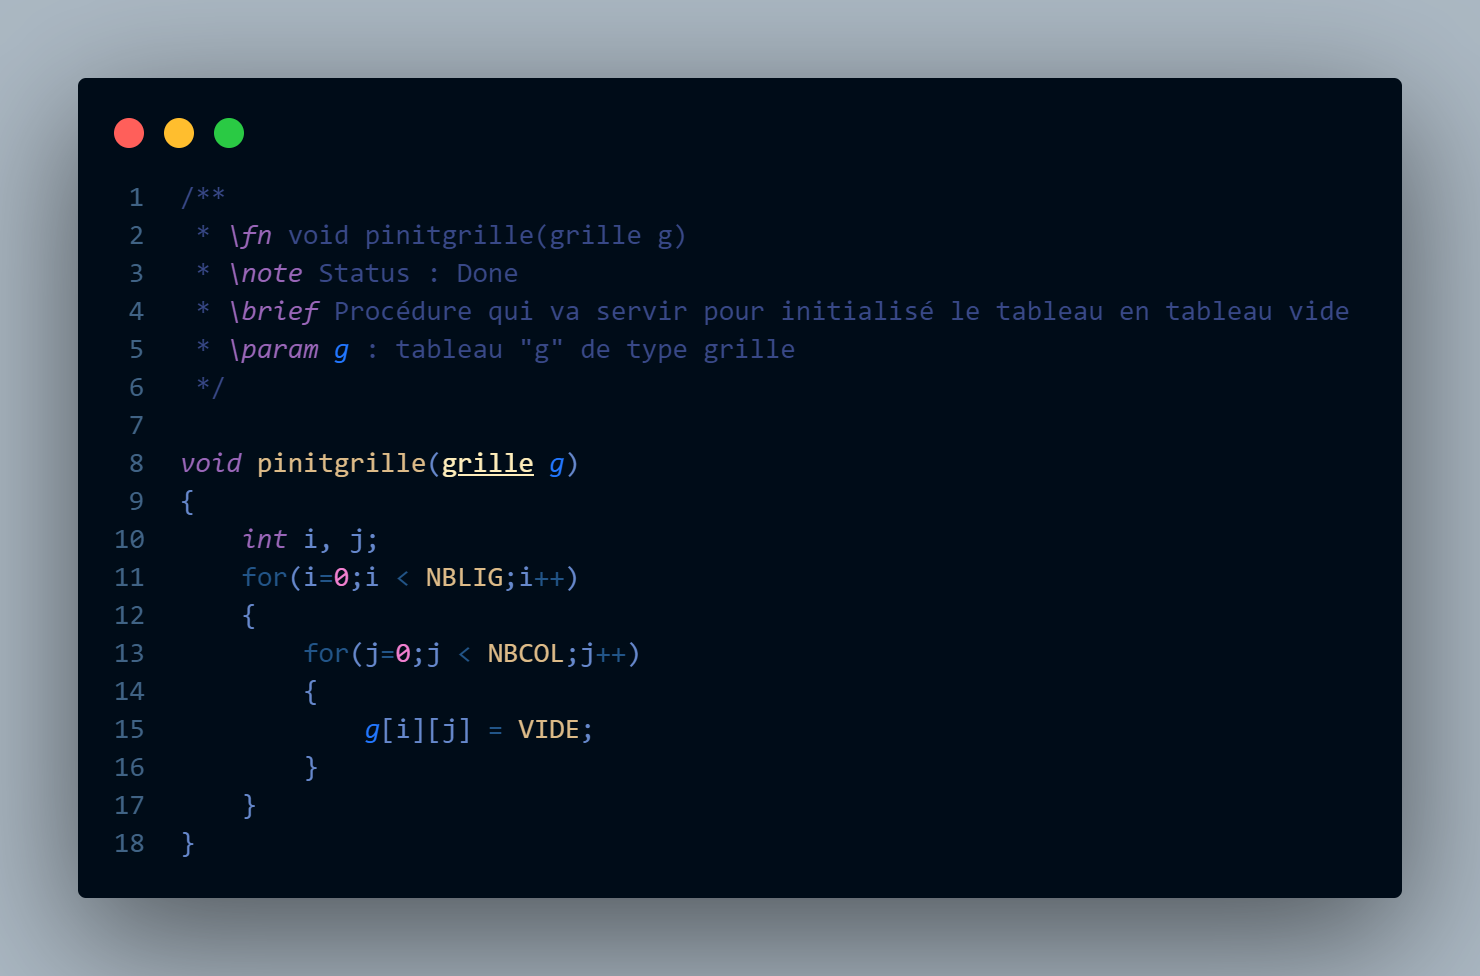 1 /**
2  * \fn void pinitgrille(grille g)
3  * \note Status : Done
4  * \brief Procédure qui va servir pour initialisé le tableau en tableau vide
5  * \param g : tableau "g" de type grille
6  */
7
8 void pinitgrille(grille g)
9 {
10     int i, j;
11     for(i=0;i < NBLIG;i++)
12     {
13         for(j=0;j < NBCOL;j++)
14         {
15             g[i][j] = VIDE;
16         }
17     }
18 }